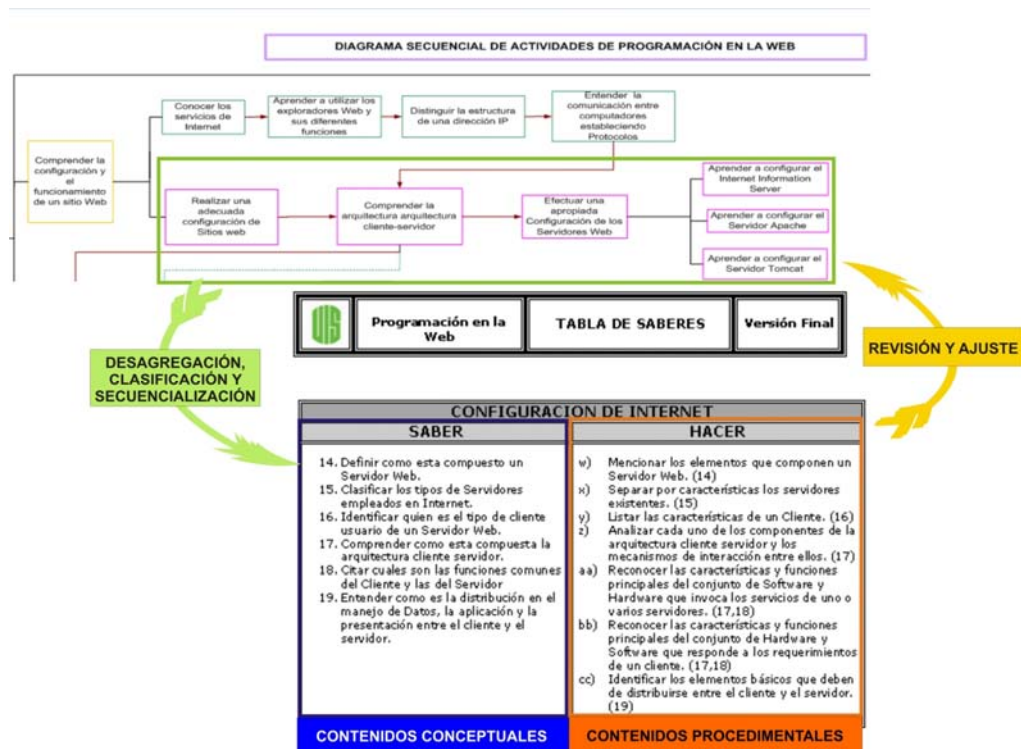 DIAGRAMA SECUENCIAL DE ACTIVIDADES DE PROGRAMACIÓN EN LA WEB
Conocer los
servicios de
Internet
Aprender a utilizar los
exploradores Web y
sus diferentes
funciones
Distinguir la estructura
de una dirección IP
Entender la
comunicación entre
computadores
estableciendo
Protocolos
Comprender la
configuración y
el
funcionamiento
de un sitio Web
Realizar una
adecuada
configuración de
Sitios web
Comprender la
arquitectura arquitectura
cliente-servidor
Efectuar una
apropiada
Configuración de los
Servidores Web
Aprender a configurar el
Internet Information
Server
Aprender a configurar el
Servidor Apache
Aprender a configurar el
Servidor Tomcat
UIS
Programación en la
Web
TABLA DE SABERES
Versión Final
DESAGREGACIÓN,
CLASIFICACIÓN Y
SECUENCIALIZACIÓN
REVISIÓN Y AJUSTE
CONFIGURACION DE INTERNET
SABER
14. Definir como esta compuesto un
Servidor Web.
15. Clasificar los tipos de Servidores
empleados en Internet.
16. Identificar quien es el tipo de cliente
usuario de un Servidor Web.
17. Comprender como esta compuesta la
arquitectura cliente servidor.
18. Citar cuales son las funciones comunes
del Cliente y las del Servidor
19. Entender como es la distribución en el
manejo de Datos, la aplicación y la
presentación entre el cliente y el
servidor.
HACER
w) Mencionar los elementos que componen un
Servidor Web. (14)
x) Separar por características los servidores
existentes. (15)
y) Listar las características de un Cliente. (16)
z) Analizar cada uno de los componentes de la
arquitectura cliente servidor y los
mecanismos de interacción entre ellos. (17)
aa) Reconocer las características y funciones
principales del conjunto de Software y
Hardware que invoca los servicios de uno o
varios servidores. (17,18)
bb) Reconocer las características y funciones
principales del conjunto de Hardware y
Software que responde a los requerimientos
de un cliente. (17,18)
cc) Identificar los elementos básicos que deben
de distribuirse entre el cliente y el servidor.
(19)
CONTENIDOS CONCEPTUALES
CONTENIDOS PROCEDIMENTALES